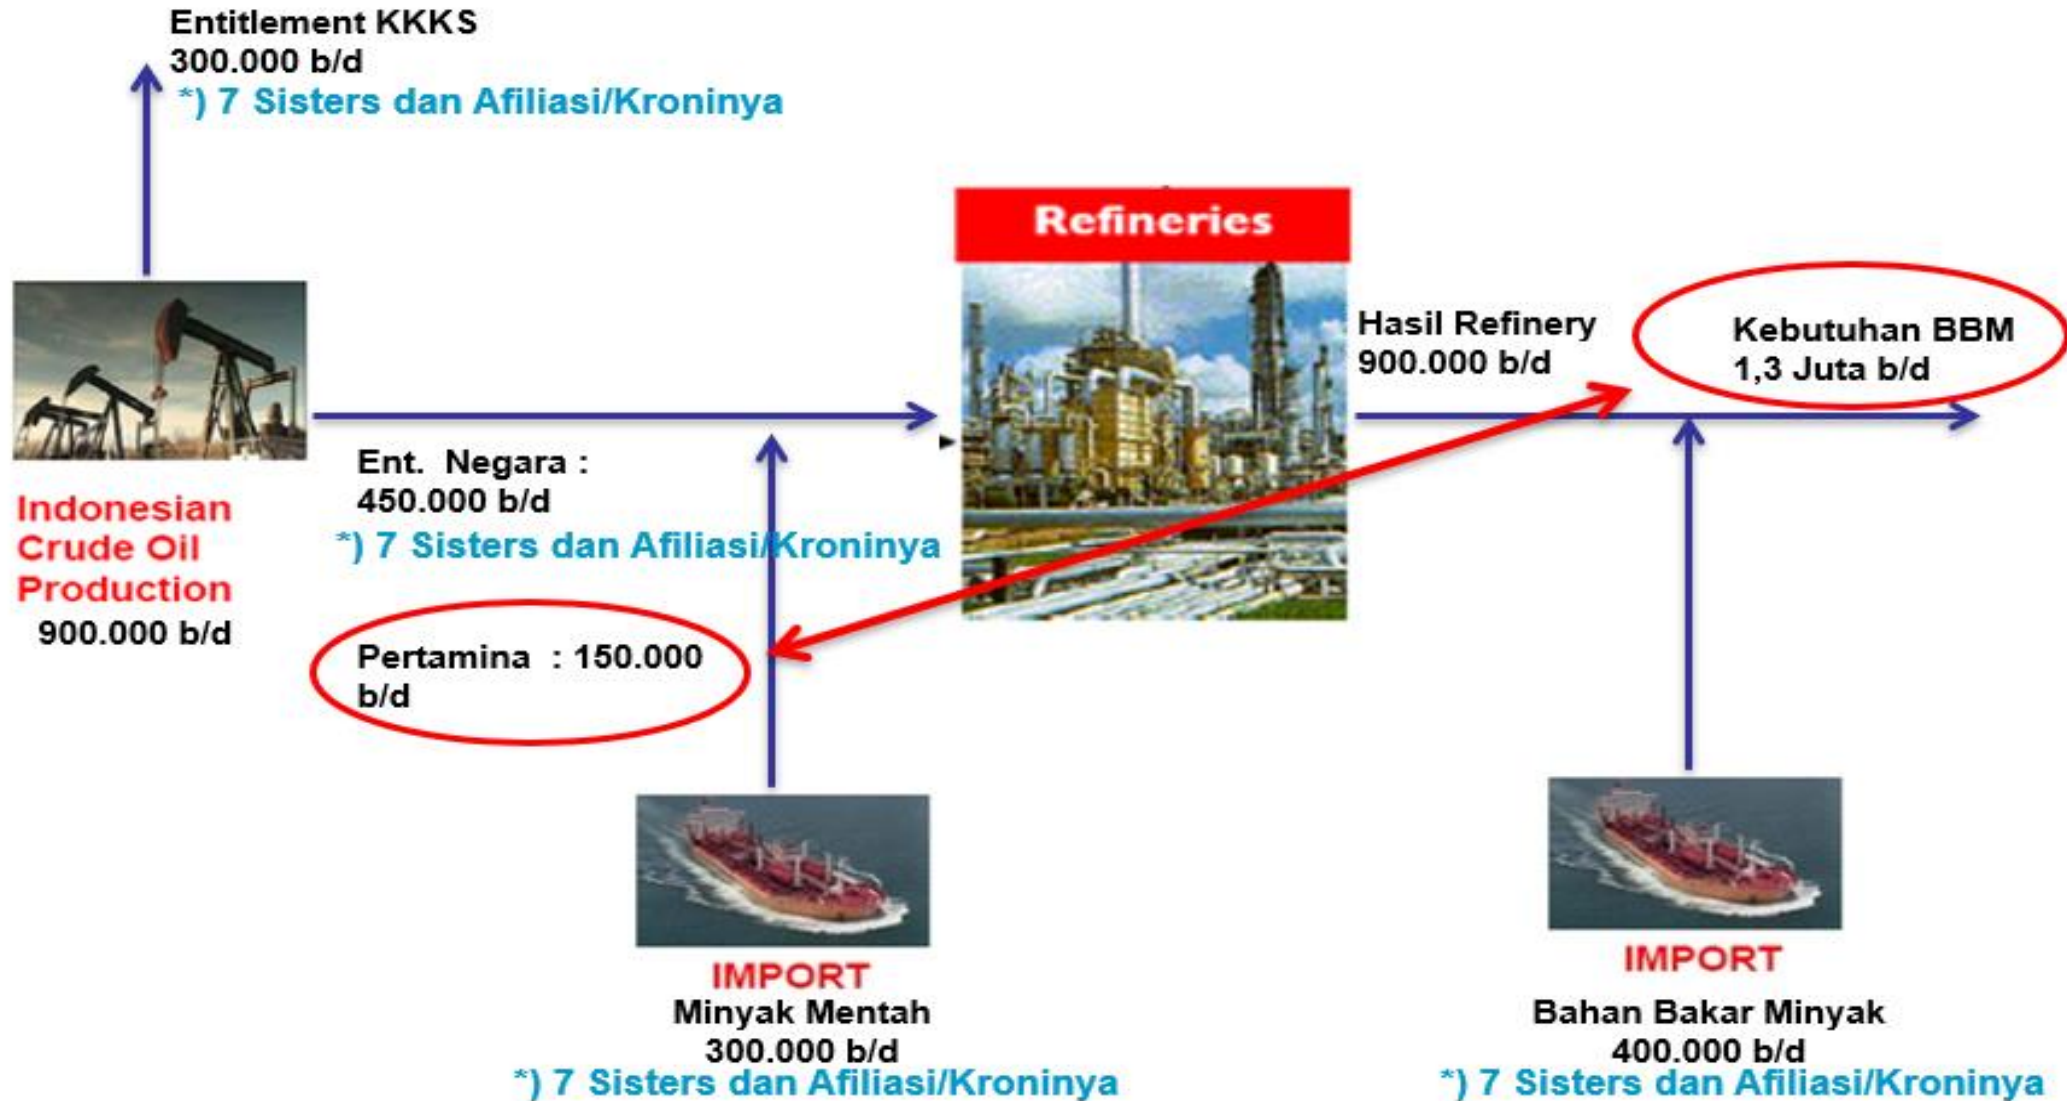 Entitlement KKKS
300.000 b/d
*) 7 Sisters dan Afiliasi/Kroninya
Refineries
Hasil Refinery
900.000 b/d
Kebutuhan BBM
1,3 Juta b/d
Ent. Negara :
450.000 b/d
*) 7 Sisters dan Afiliasi/Kroninya
Indonesian
Crude Oil
Production
900.000 b/d
Pertamina : 150.000
b/d
IMPORT
Minyak Mentah
300.000 b/d
*) 7 Sisters dan Afiliasi/Kroninya
IMPORT
Bahan Bakar Minyak
400.000 b/d
*) 7 Sisters dan Afiliasi/Kroninya